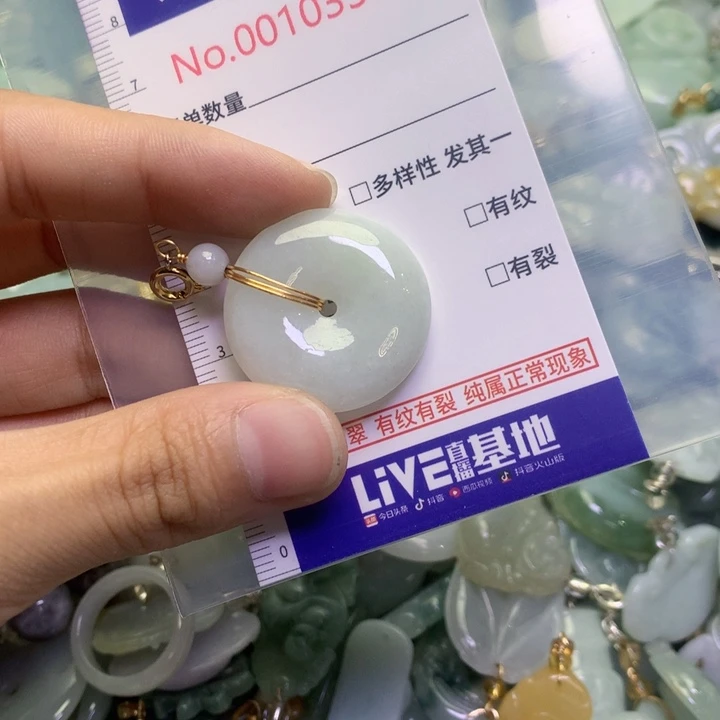 8
No.001035
7
单数量
□多样性 发其一
□有纹
□有裂
3
翠 有纹有裂 纯属正常现象
LiVE直播基地
今日头条 抖音 西瓜视频 抖音火山版
0